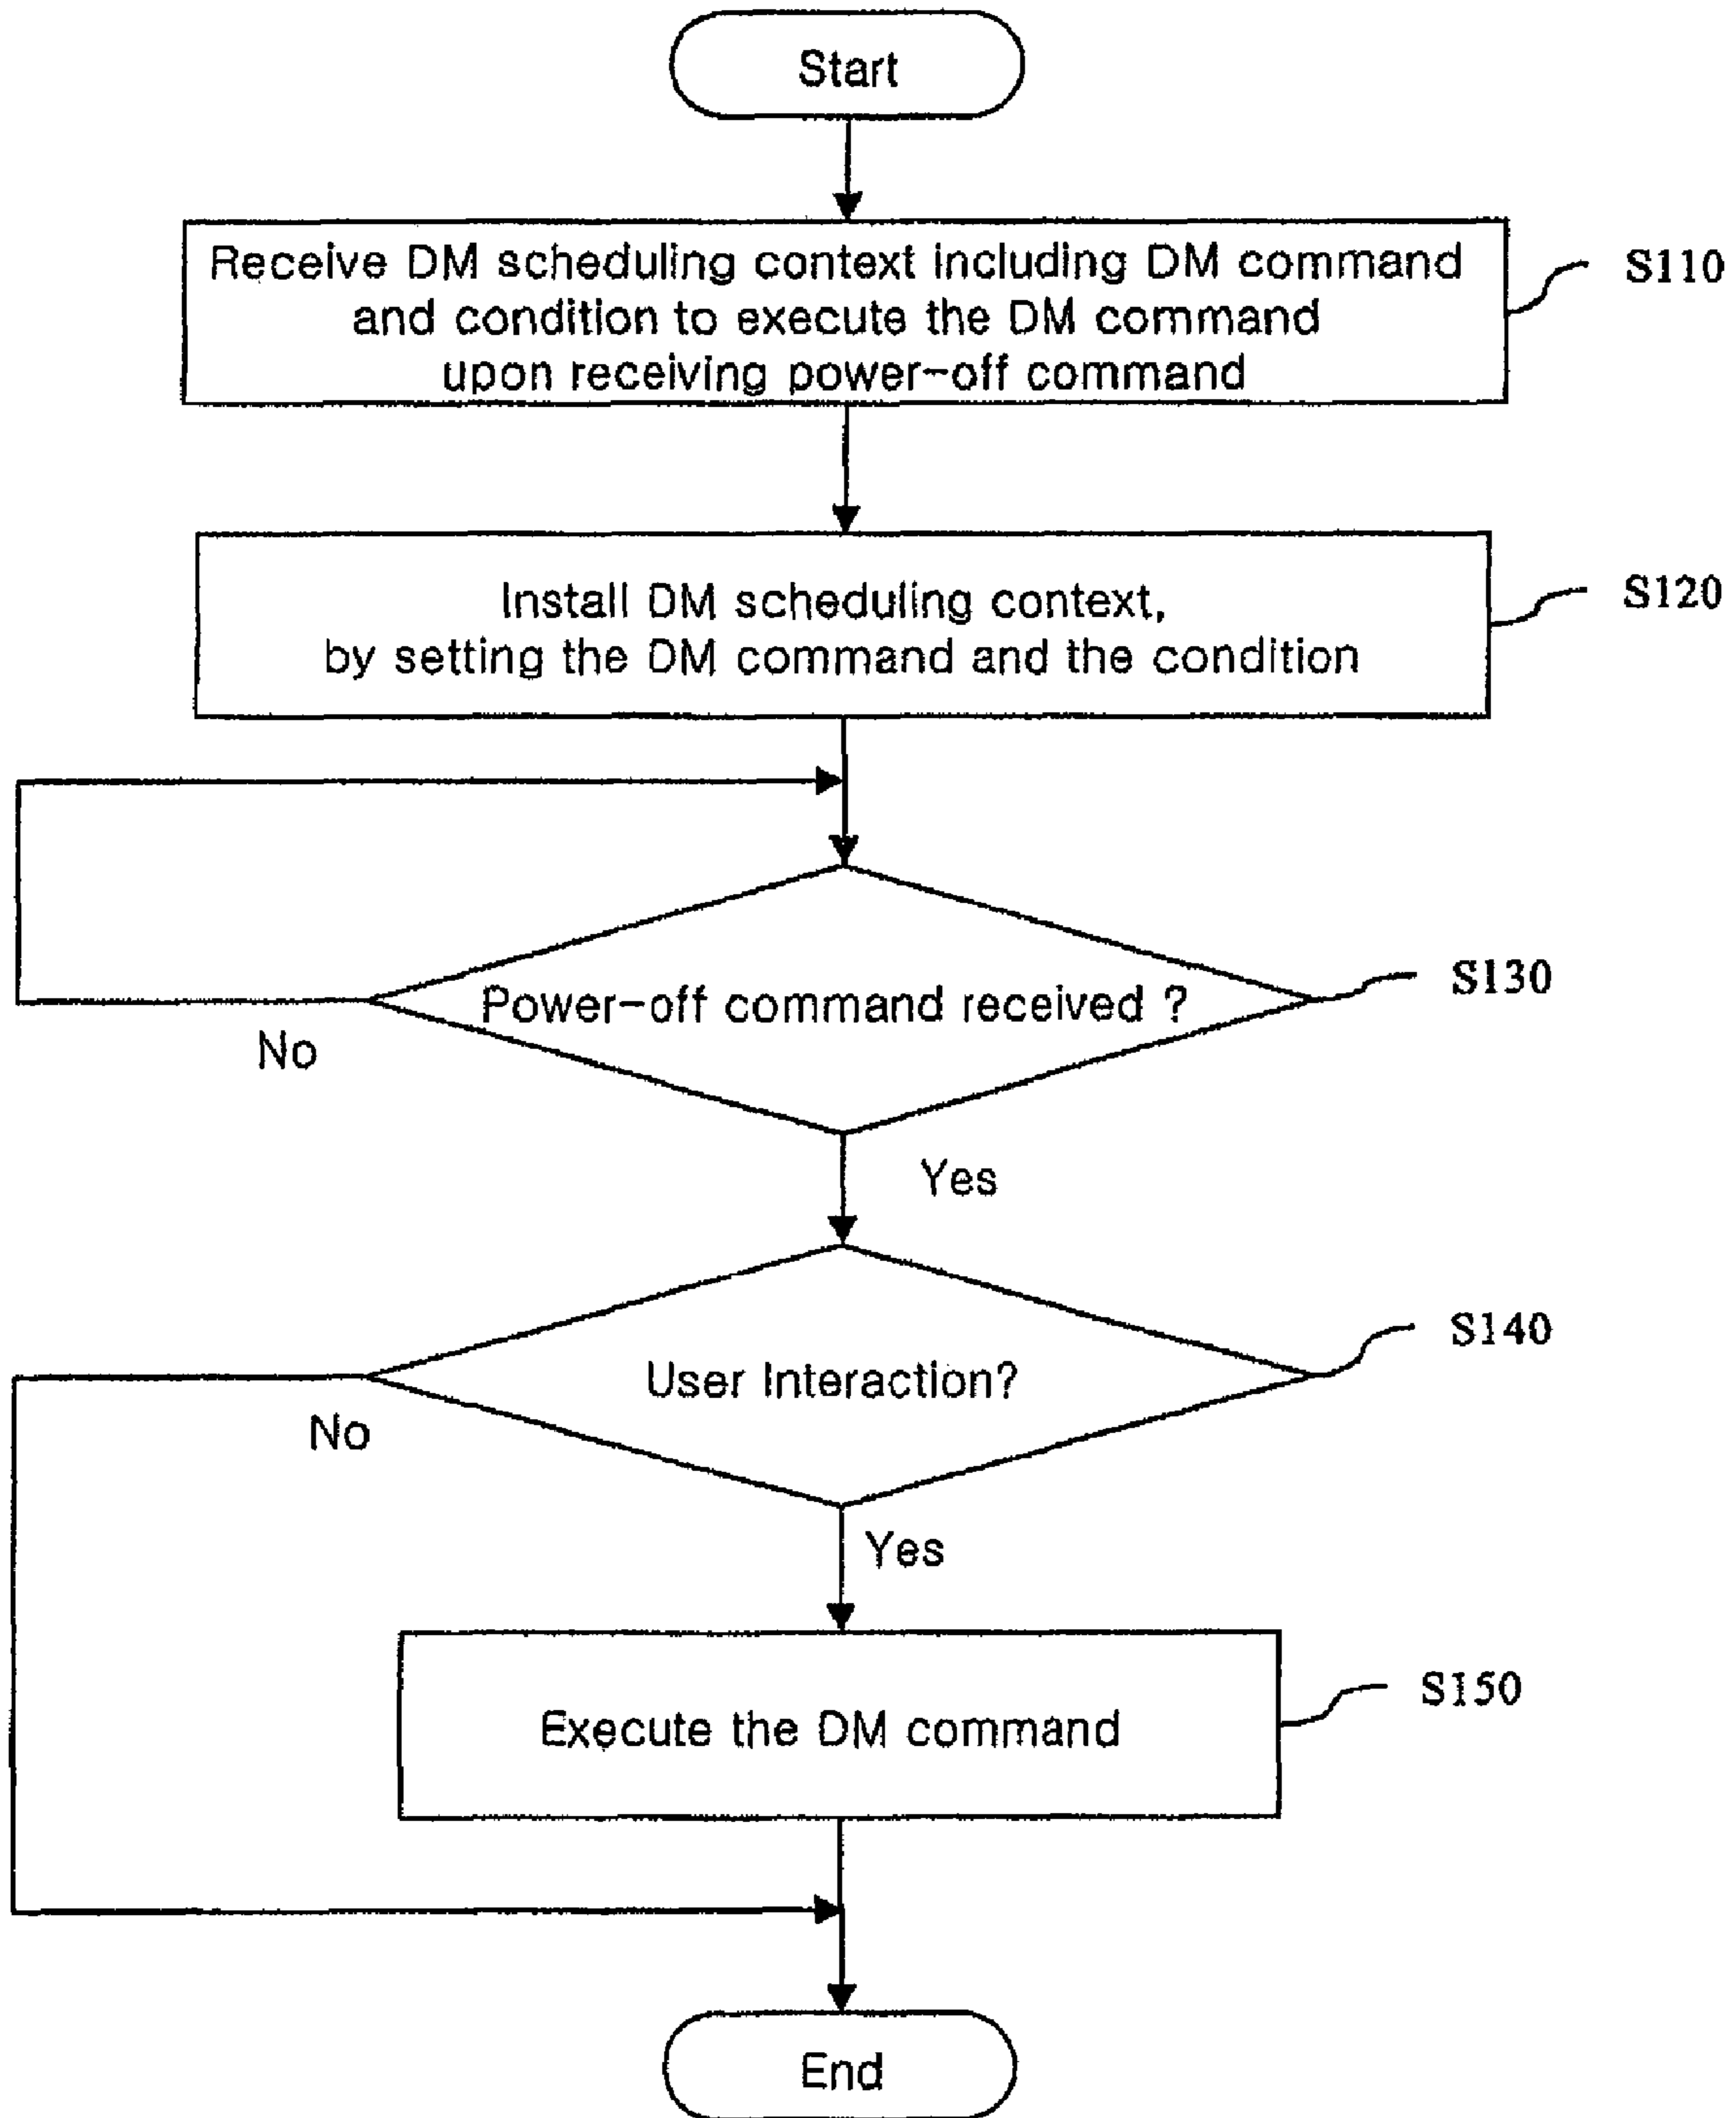 Start
Receive DM scheduling context including DM command
and condition to execute the DM command
upon receiving power-off command
S110
Install DM scheduling context,
by setting the DM command and the condition
S120
Power-off command received ?
S130
No
Yes
User Interaction?
S140
No
Yes
Execute the DM command
S150
End